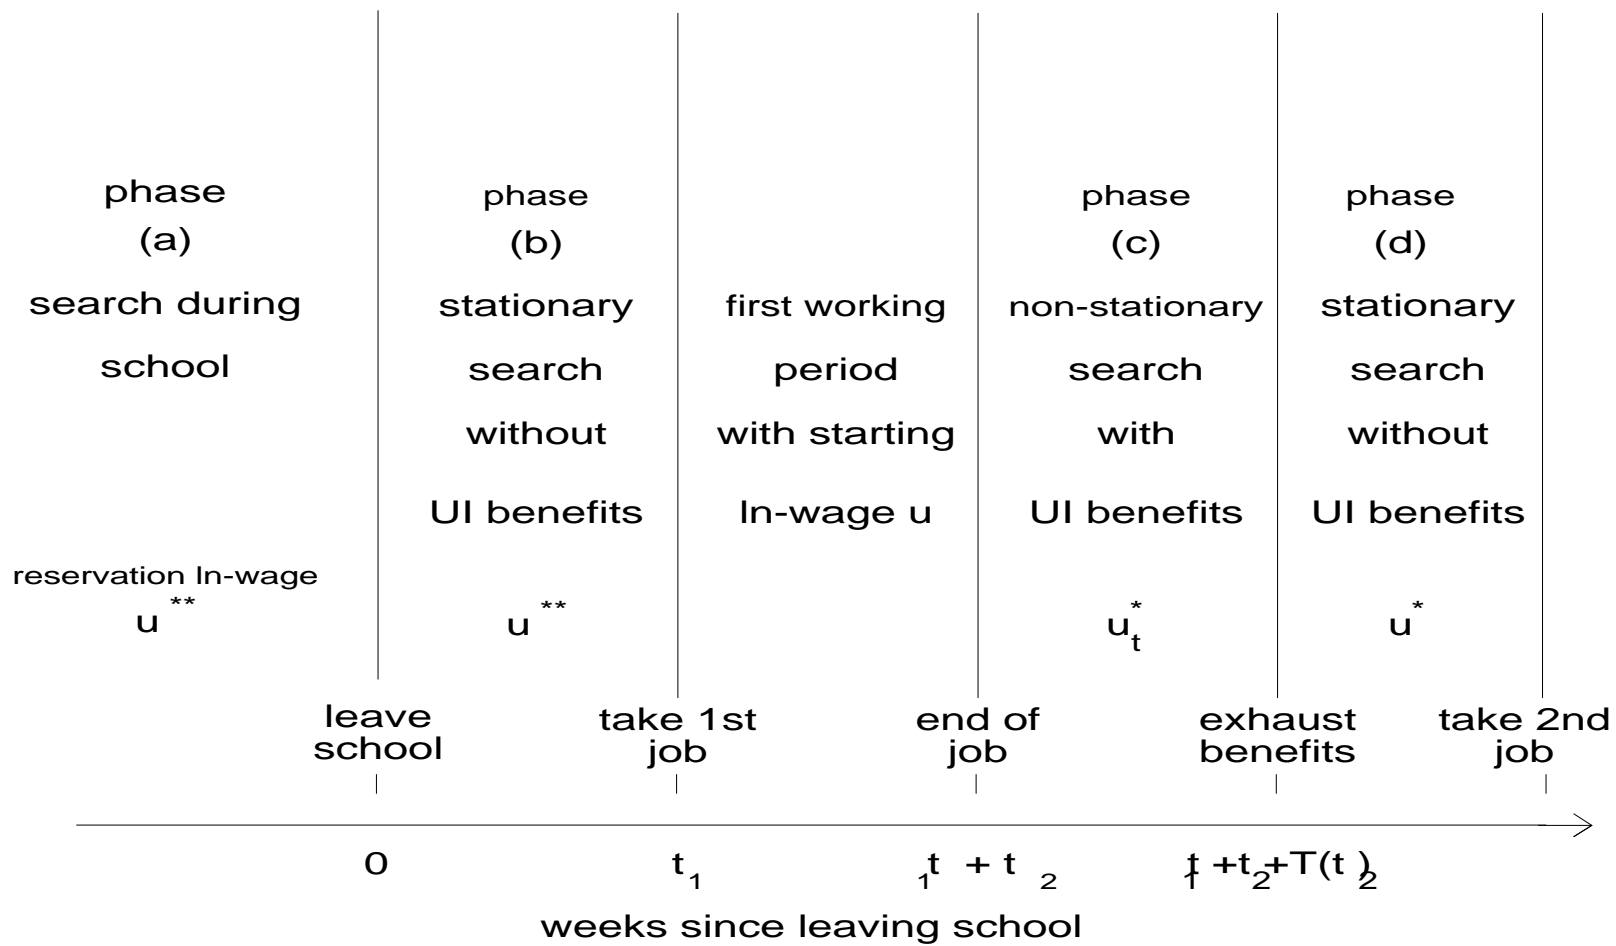 phase
(a)
search during
school
reservation ln-wage
u**
phase
(b)
stationary
search
without
UI benefits
u**
first working
period
with starting
ln-wage u
phase
(c)
non-stationary
search
with
UI benefits
u*t
phase
(d)
stationary
search
without
UI benefits
u*
leave
school
take 1st
job
end of
job
exhaust
benefits
take 2nd
job
0
t1
t1 + t2
t1+t2+T(t2)
weeks since leaving school